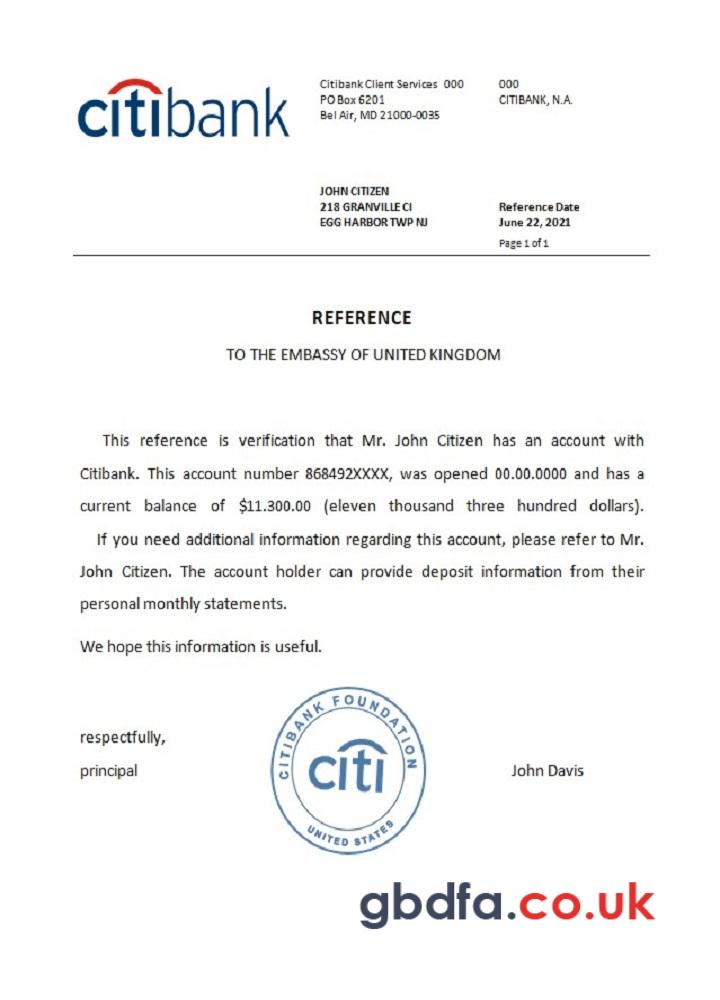 citibank
Citibank Client Services 000
PO Box 6201
Bel Air, MD 21000-0035
000
CITIBANK, N.A.
JOHN CITIZEN
218 GRANVILLE CI
EGG HARBOR TWP NJ
Reference Date
June 22, 2021
Page 1 of 1
REFERENCE
TO THE EMBASSY OF UNITED KINGDOM
This reference is verification that Mr. John Citizen has an account with
Citibank. This account number 868492XXXX, was opened 00.00.0000 and has a
current balance of $11.300.00 (eleven thousand three hundred dollars).
If you need additional information regarding this account, please refer to Mr.
John Citizen. The account holder can provide deposit information from their
personal monthly statements.
We hope this information is useful.
respectfully,
principal
CITIBANK FOUNDATION
citi
UNITED STATES
John Davis
gbdfa.co.uk